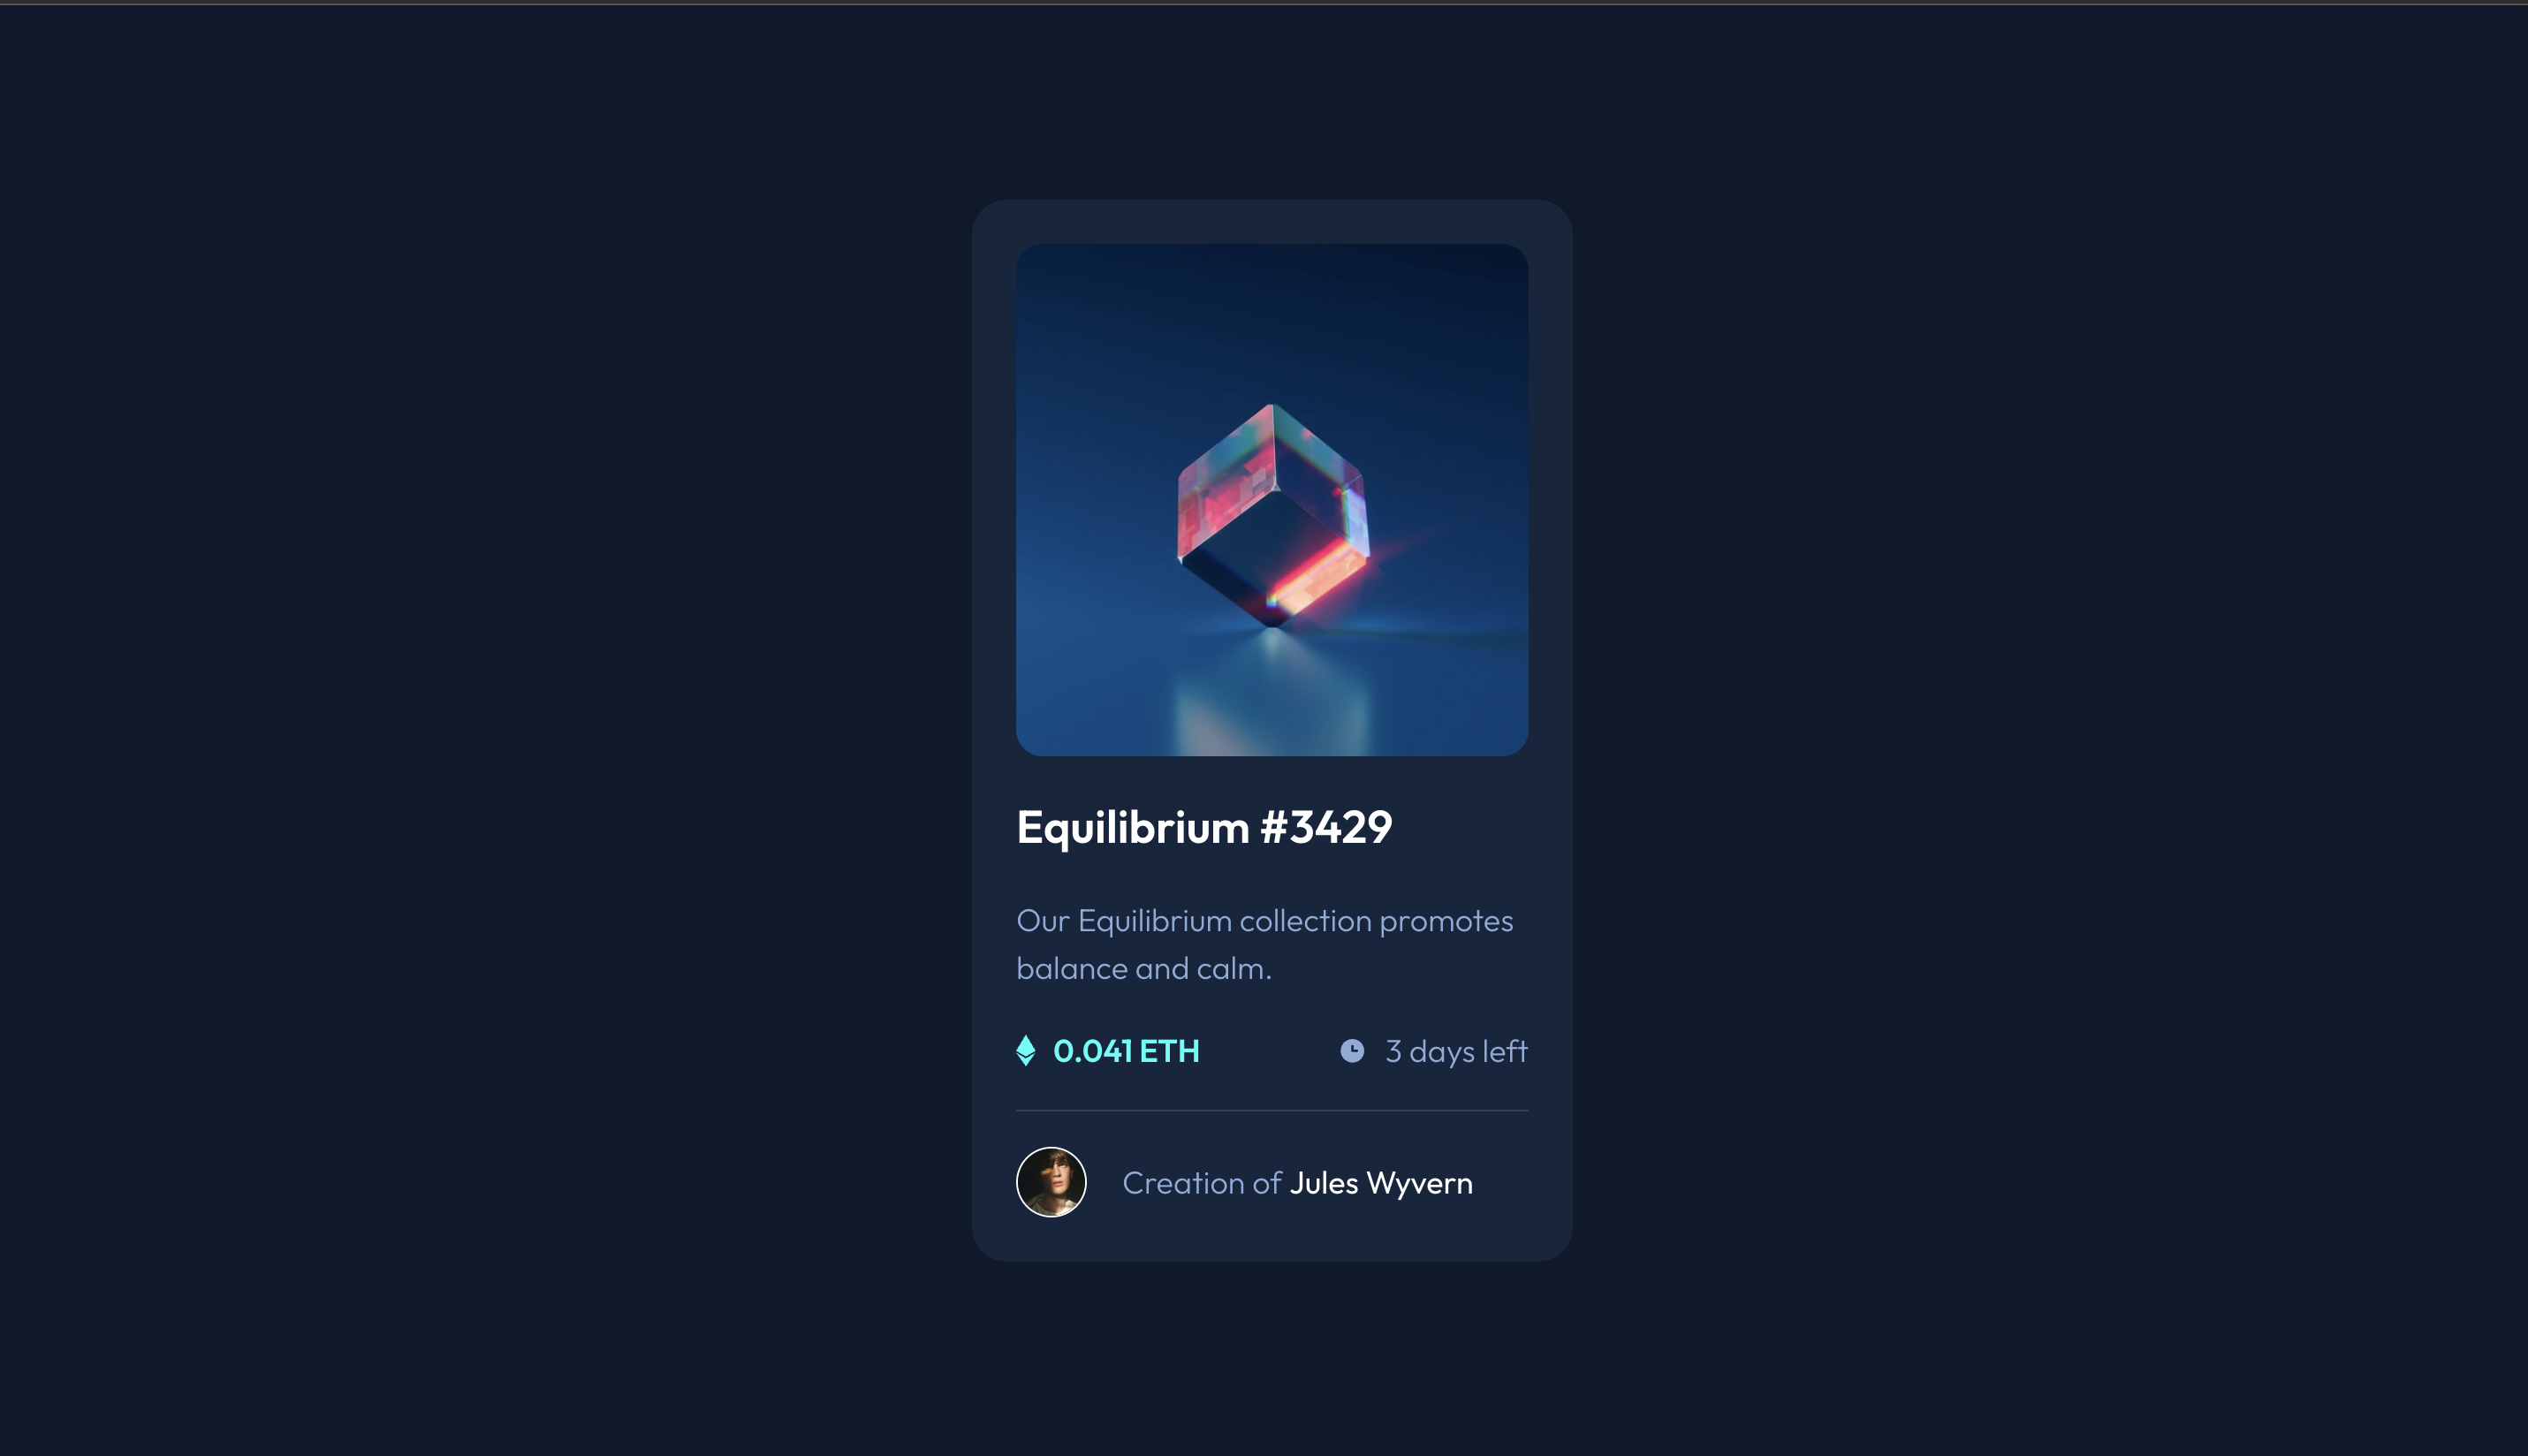 Equilibrium #3429
Our Equilibrium collection promotes
balance and calm.
0.041 ETH
3 days left
Creation of Jules Wyvern